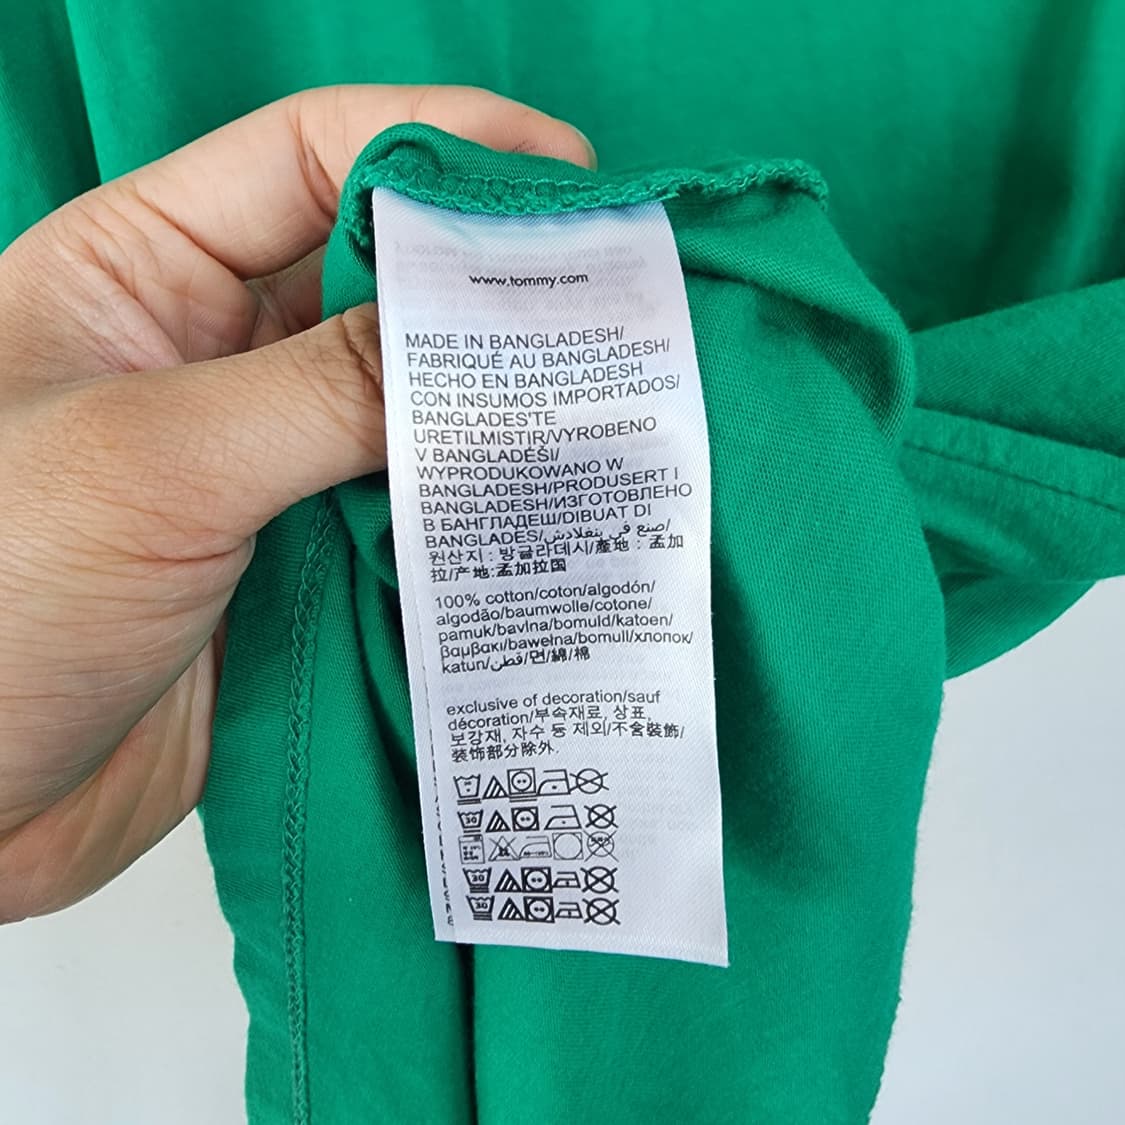 www.tommy.com
MADE IN BANGLADESH/
FABRIQUÉ AU BANGLADESH/
HECHO EN BANGLADESH
CON INSUMOS IMPORTADOS/
BANGLADES'TE
URETILMISTIR/VYROBENO
V BANGLADÉŠI/
WYPRODUKOWANO W
BANGLADESH/PRODUSERT I
BANGLADESH/ИЗГОТОВЛЕНО
В БАНГЛАДЕШ/DIBUAT DI
BANGLADES/صنع في بنغلادش/
원산지 : 방글라데시/產地 : 孟加
拉/产地:孟加拉国
100% cotton/coton/algodón/
algodão/baumwolle/cotone/
pamuk/bavlna/bomuld/katoen/
βαμβακι/bawełna/bomull/хлопок/
katun/قطن/면/綿/棉
exclusive of decoration/sauf
décoration/부속재료, 상표,
보강재, 자수 등 제외/不含裝飾/
装饰部分除外.
30
30
30